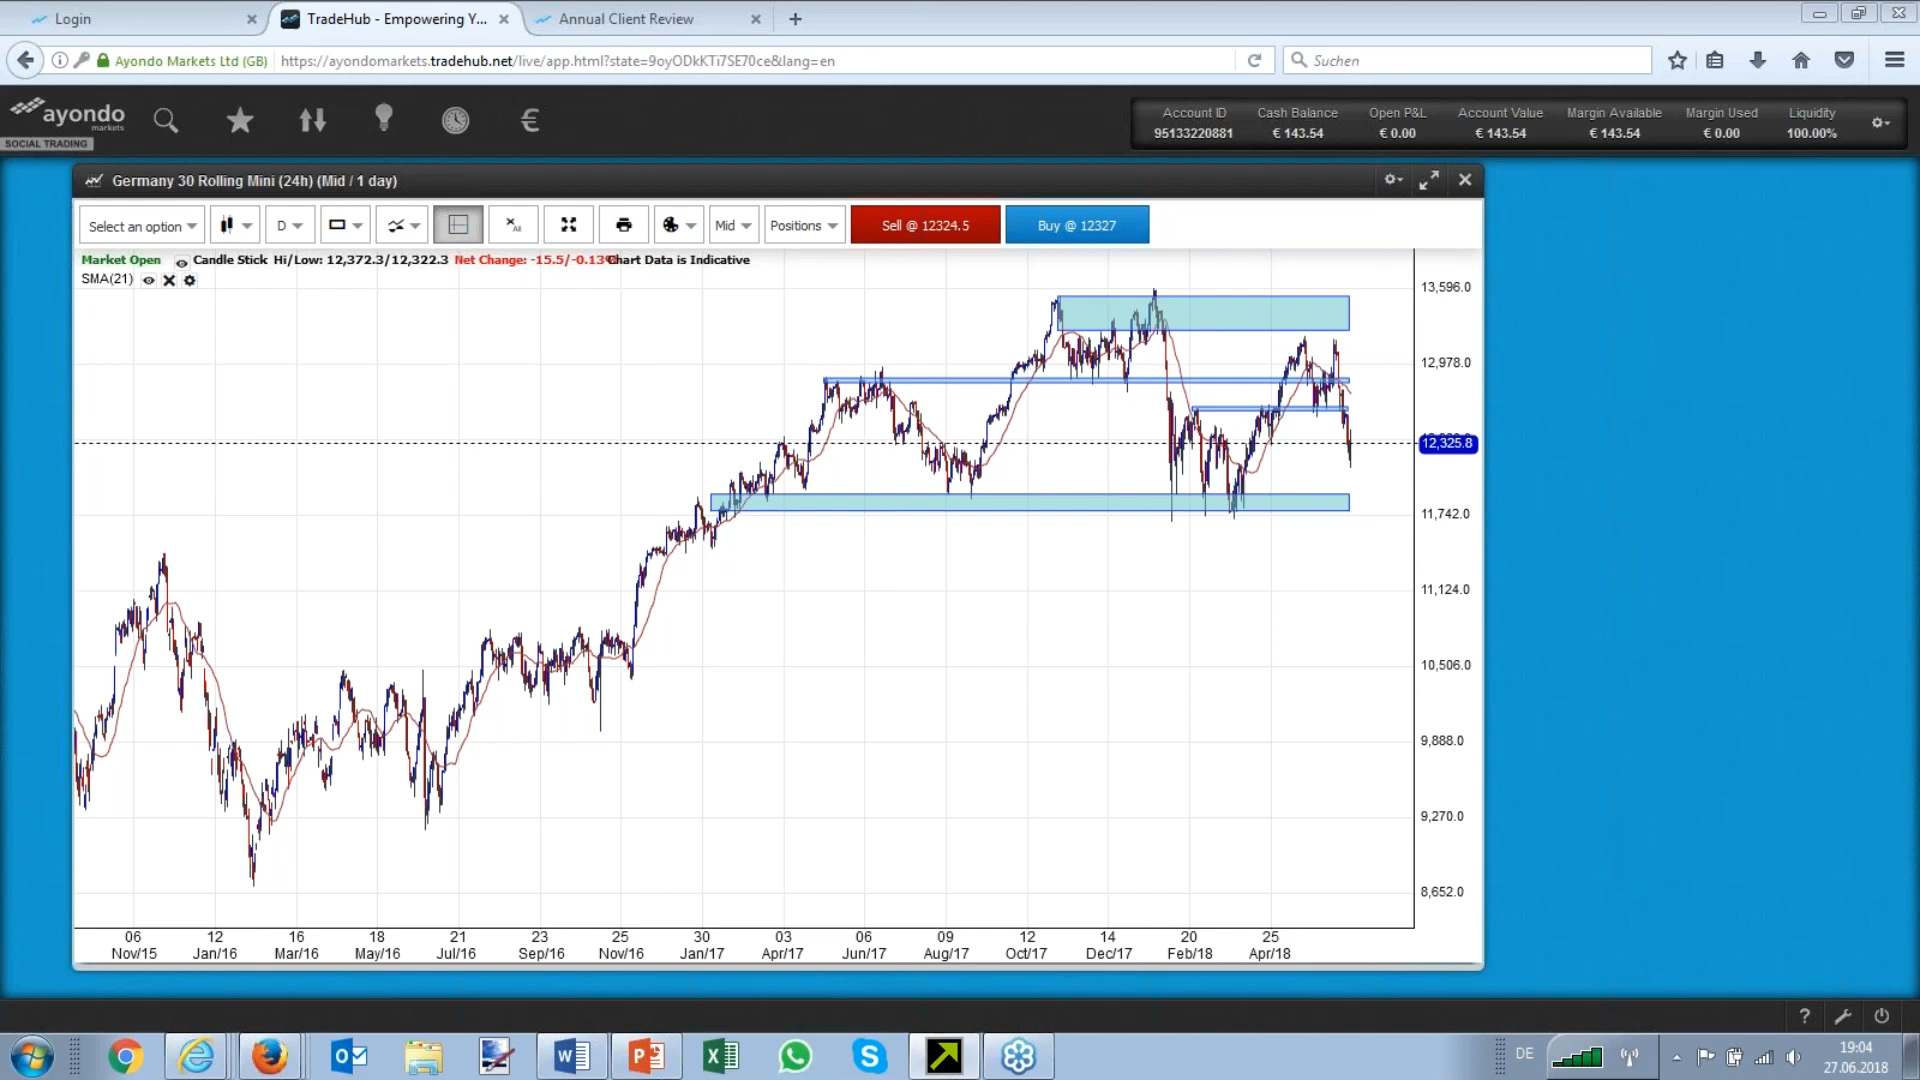 Login
TradeHub - Empowering Y...
Annual Client Review
Ayondo Markets Ltd (GB)
https://ayondomarkets.tradehub.net/live/app.html?state=9oyODkKTi7SE70ce&lang=en
Suchen
ayondo
markets
SOCIAL TRADING
Account ID Cash Balance Open P&L Account Value Margin Available Margin Used Liquidity
95133220881 € 143.54 € 0.00 € 143.54 € 143.54 € 0.00 100.00%
Germany 30 Rolling Mini (24h) (Mid / 1 day)
Select an option D All Mid Positions Sell @ 12324.5 Buy @ 12327
Market Open Candle Stick Hi/Low: 12,372.3/12,322.3 Net Change: -15.5/-0.13% Chart Data is Indicative
SMA(21)
13,596.0
12,978.0
12,325.8
11,742.0
11,124.0
10,506.0
9,888.0
9,270.0
8,652.0
06 12 16 18 21 23 25 30 03 06 09 12 14 20 25
Nov/15 Jan/16 Mar/16 May/16 Jul/16 Sep/16 Nov/16 Jan/17 Apr/17 Jun/17 Aug/17 Oct/17 Dec/17 Feb/18 Apr/18
DE
19:04
27.06.2018